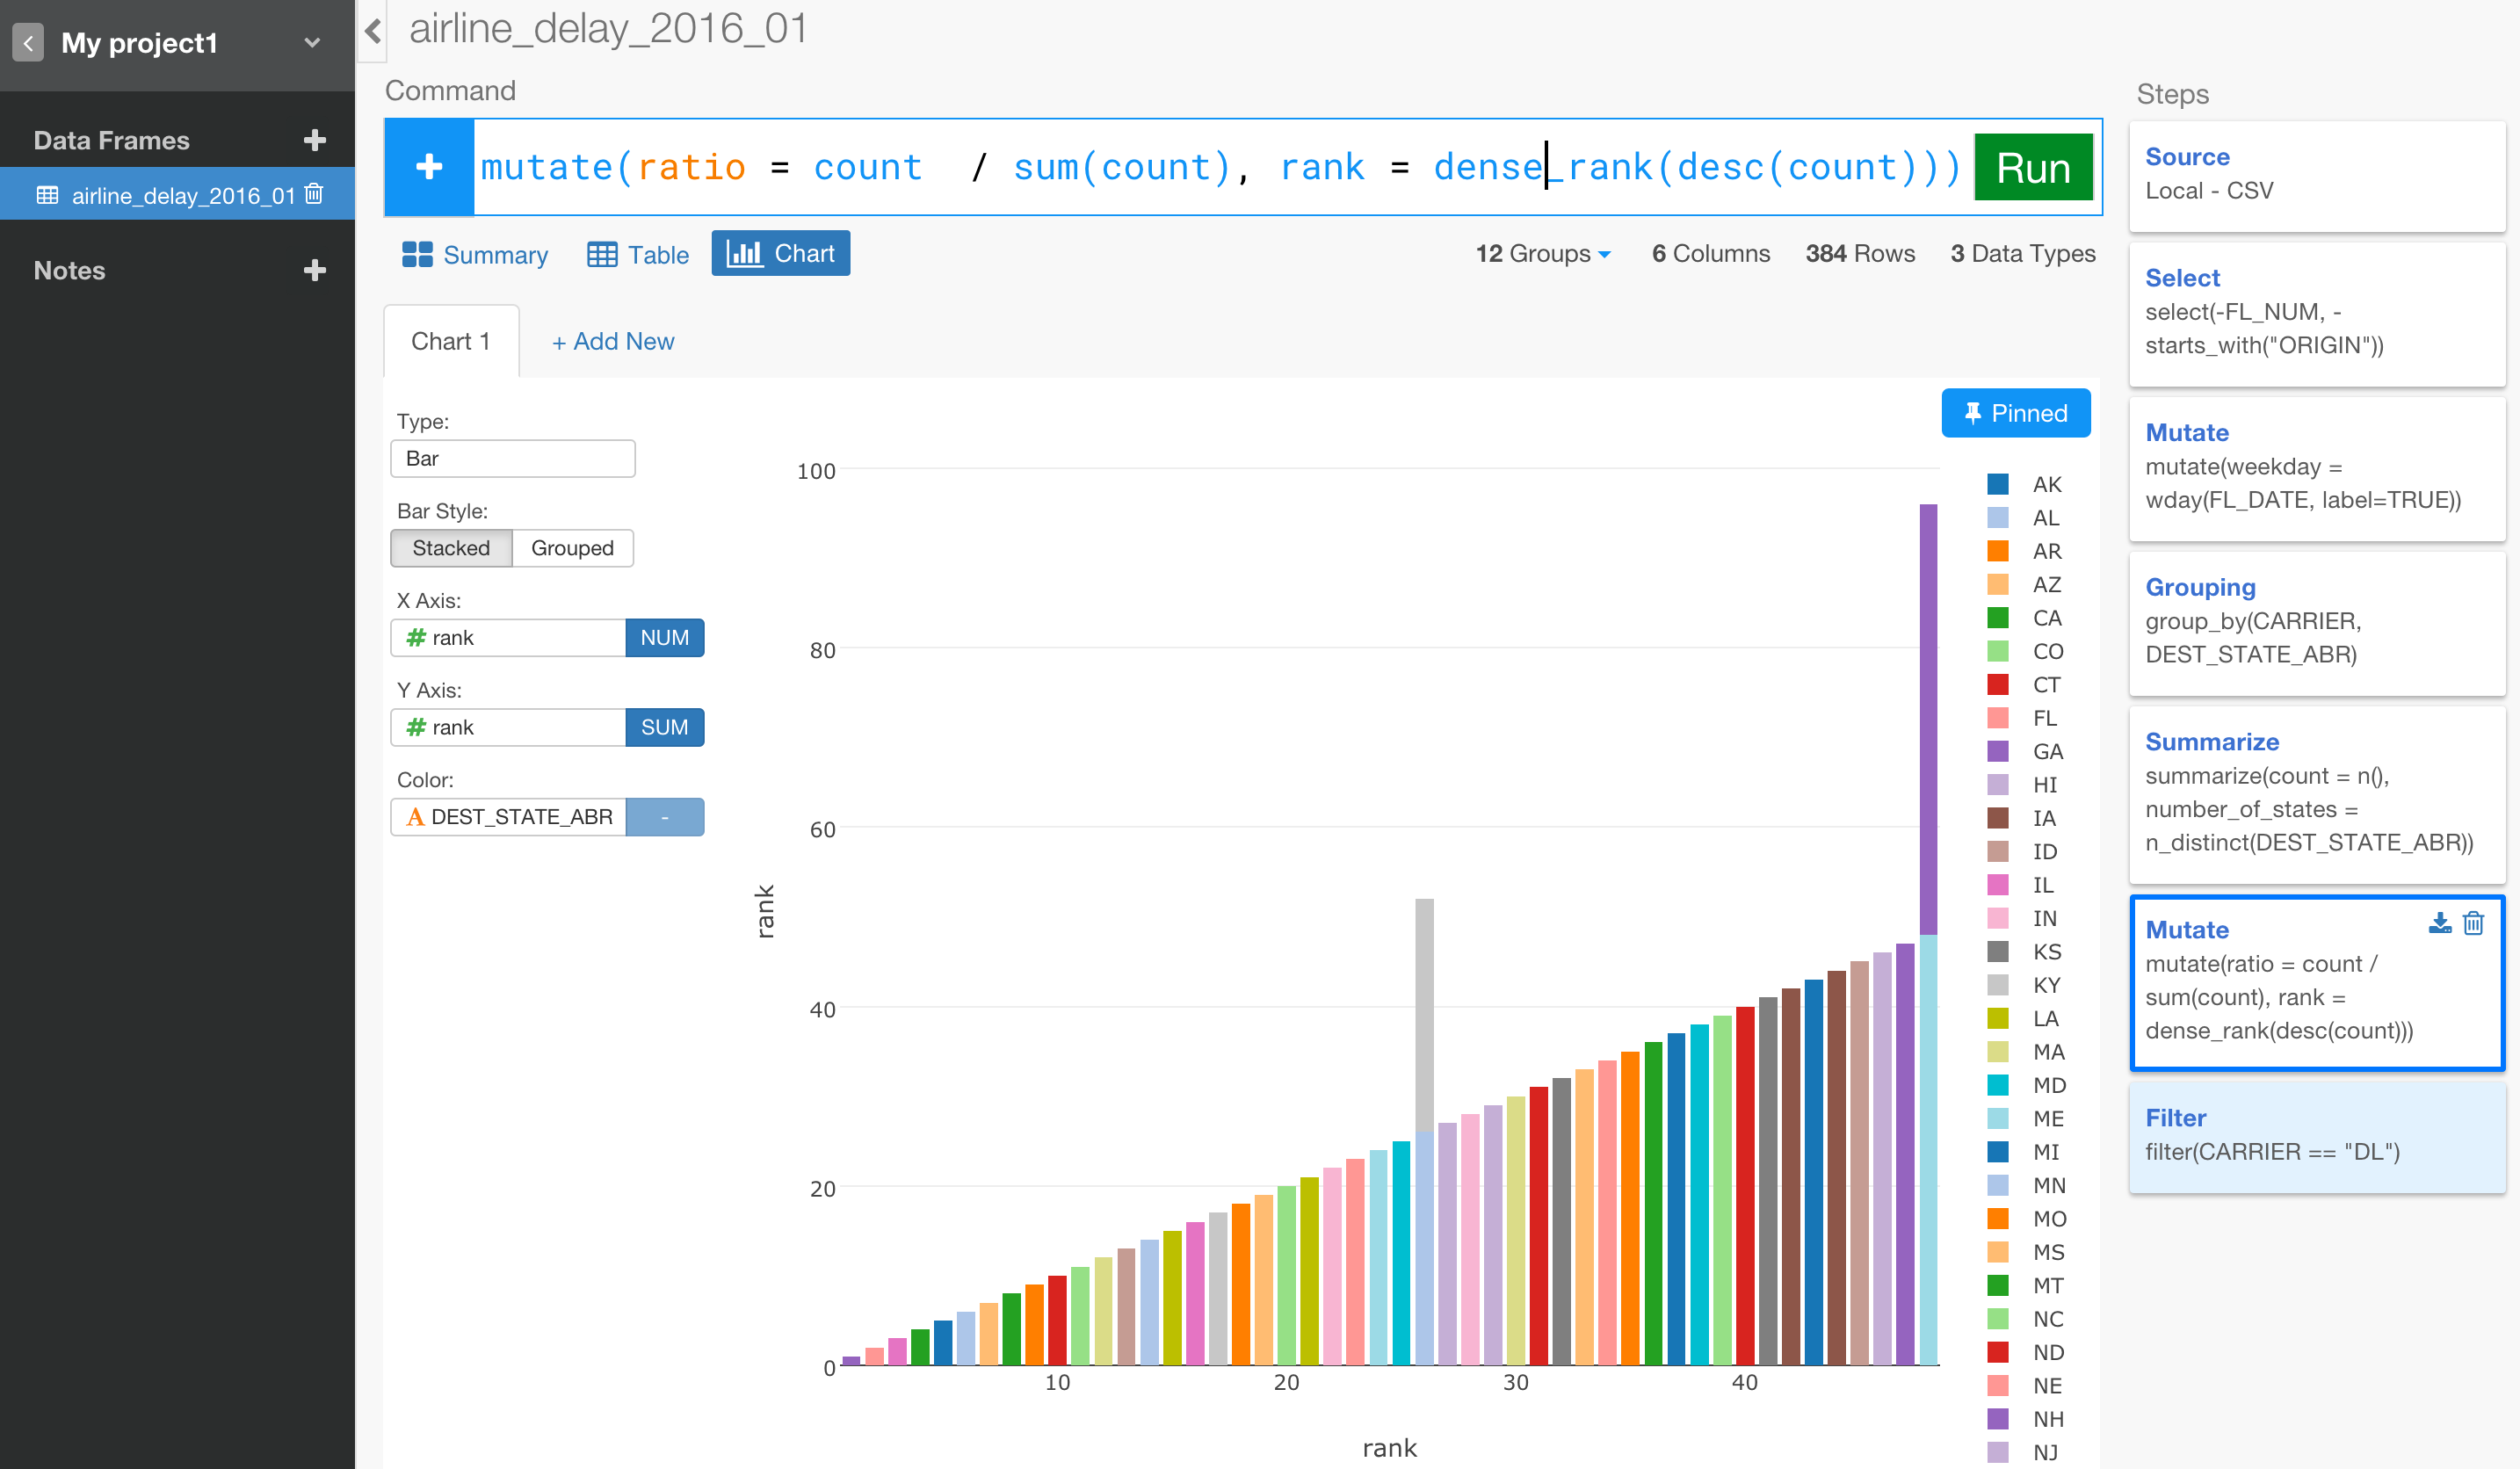 My project1
Data Frames
airline_delay_2016_01
Notes
airline_delay_2016_01
Command
mutate(ratio = count / sum(count), rank = dense_rank(desc(count)))
Run
Summary
Table
Chart
12 Groups
6 Columns
384 Rows
3 Data Types
Chart 1
+ Add New
Pinned
Type:
Bar
Bar Style:
Stacked
Grouped
X Axis:
# rank
NUM
Y Axis:
# rank
SUM
Color:
A DEST_STATE_ABR
-
100
80
60
40
20
0
rank
10
20
30
40
rank
AK
AL
AR
AZ
CA
CO
CT
FL
GA
HI
IA
ID
IL
IN
KS
KY
LA
MA
MD
ME
MI
MN
MO
MS
MT
NC
ND
NE
NH
NJ
Steps
Source
Local - CSV
Select
select(-FL_NUM, -
starts_with("ORIGIN"))
Mutate
mutate(weekday =
wday(FL_DATE, label=TRUE))
Grouping
group_by(CARRIER,
DEST_STATE_ABR)
Summarize
summarize(count = n(),
number_of_states =
n_distinct(DEST_STATE_ABR))
Mutate
mutate(ratio = count /
sum(count), rank =
dense_rank(desc(count)))
Filter
filter(CARRIER == "DL")